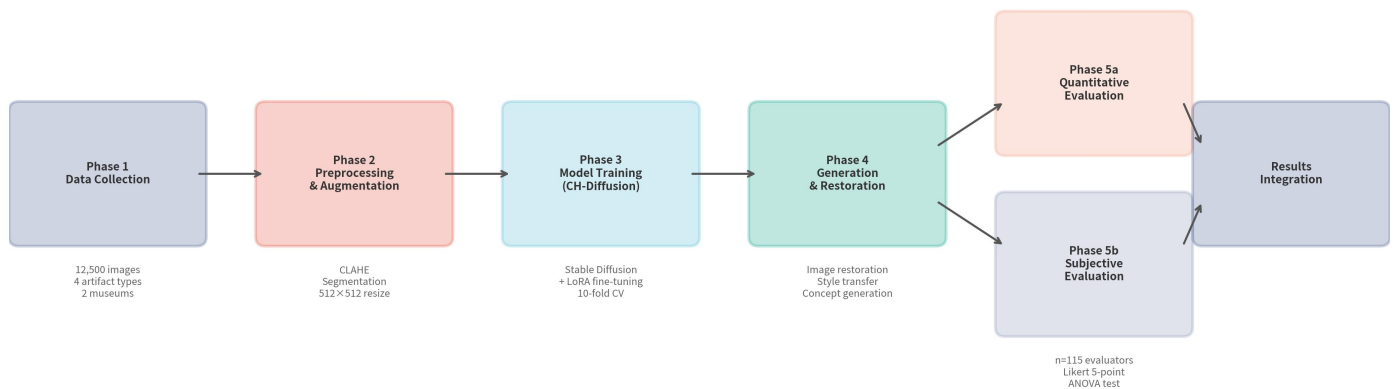 Phase 1
Data Collection
12,500 images
4 artifact types
2 museums
Phase 2
Preprocessing
& Augmentation
CLAHE
Segmentation
512×512 resize
Phase 3
Model Training
(CH-Diffusion)
Stable Diffusion
+ LoRA fine-tuning
10-fold CV
Phase 4
Generation
& Restoration
Image restoration
Style transfer
Concept generation
Phase 5a
Quantitative
Evaluation
Phase 5b
Subjective
Evaluation
n=115 evaluators
Likert 5-point
ANOVA test
Results
Integration